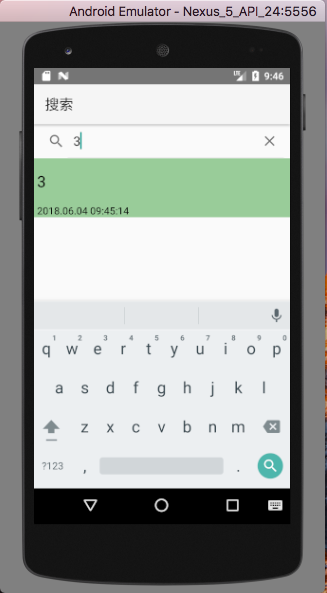 Android Emulator - Nexus_5_API_24:5556
LTE 9:46
搜索
3
3
2018.06.04 09:45:14
1 2 3 4 5 6 7 8 9 0
q w e r t y u i o p
a s d f g h j k l
z x c v b n m
?123 , .